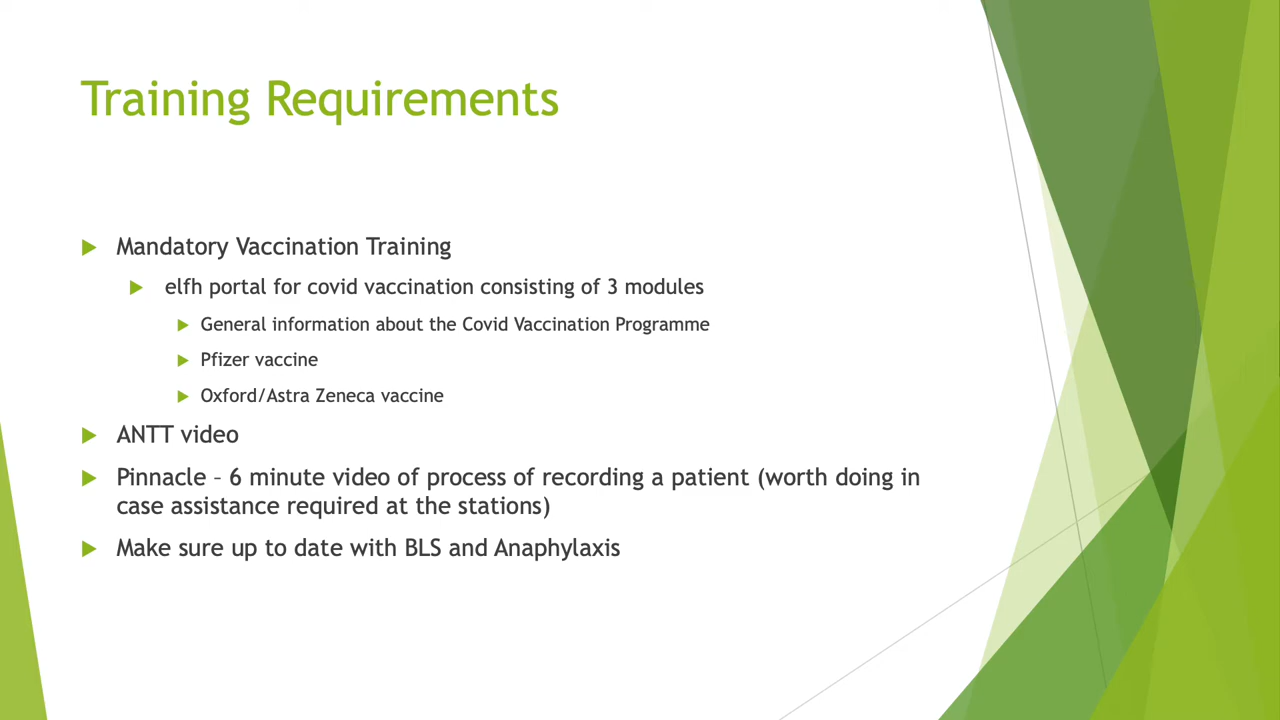 Training Requirements
Mandatory Vaccination Training
elfh portal for covid vaccination consisting of 3 modules
General information about the Covid Vaccination Programme
Pfizer vaccine
Oxford/Astra Zeneca vaccine
ANTT video
Pinnacle – 6 minute video of process of recording a patient (worth doing in
case assistance required at the stations)
Make sure up to date with BLS and Anaphylaxis